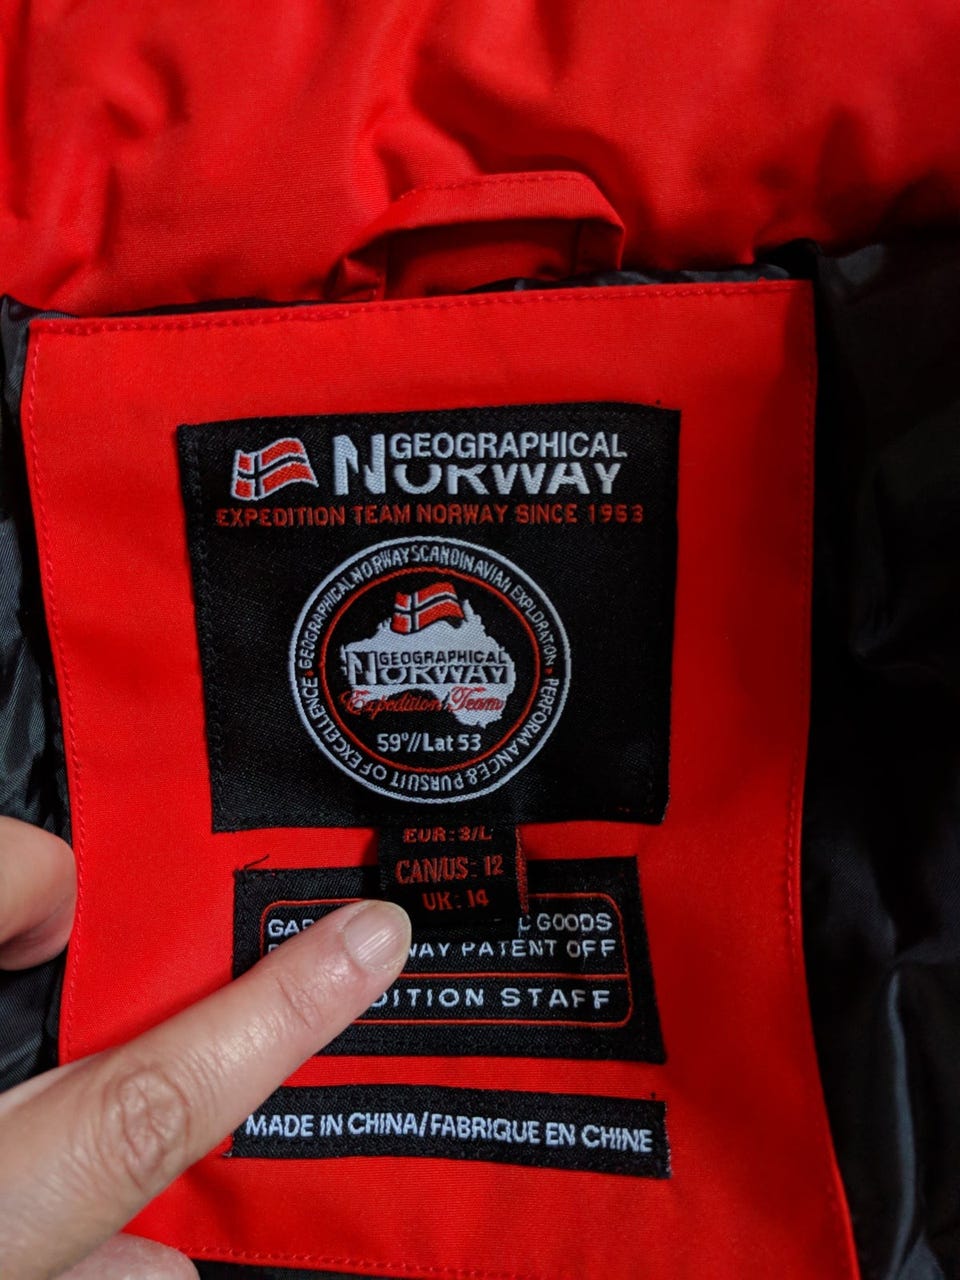 GEOGRAPHICAL
NORWAY
EXPEDITION TEAM NORWAY SINCE 1953
GEOGRAPHICAL NORWAY SCANDINAVIAN EXPLORATION • PERFORMANCE & PURSUIT OF EXCELLENCE •
GEOGRAPHICAL
NORWAY
Expedition Team
59°//Lat 53
EUR: 3/L
CAN/US: 12
UK: 14
GOODS
PATENT OFF
STAFF
MADE IN CHINA/FABRIQUE EN CHINE